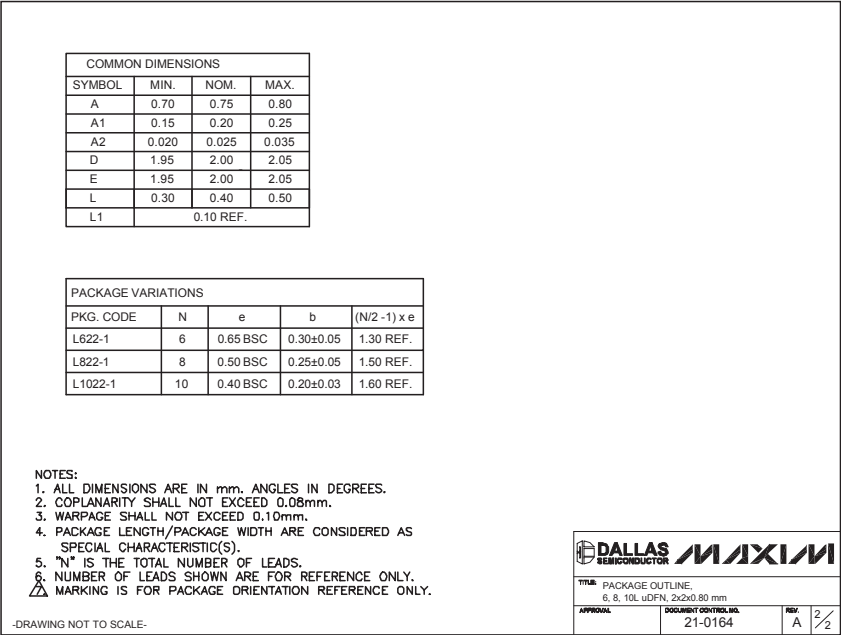 COMMON DIMENSIONS
SYMBOL MIN. NOM. MAX.
A 0.70 0.75 0.80
A1 0.15 0.20 0.25
A2 0.020 0.025 0.035
D 1.95 2.00 2.05
E 1.95 2.00 2.05
L 0.30 0.40 0.50
L1 0.10 REF.
PACKAGE VARIATIONS
PKG. CODE N e b (N/2 -1) x e
L622-1 6 0.65 BSC 0.30±0.05 1.30 REF.
L822-1 8 0.50 BSC 0.25±0.05 1.50 REF.
L1022-1 10 0.40 BSC 0.20±0.03 1.60 REF.
NOTES:
1. ALL DIMENSIONS ARE IN mm. ANGLES IN DEGREES.
2. COPLANARITY SHALL NOT EXCEED 0.08mm.
3. WARPAGE SHALL NOT EXCEED 0.10mm.
4. PACKAGE LENGTH/PACKAGE WIDTH ARE CONSIDERED AS
SPECIAL CHARACTERISTIC(S).
5. "N" IS THE TOTAL NUMBER OF LEADS.
6. NUMBER OF LEADS SHOWN ARE FOR REFERENCE ONLY.
7. MARKING IS FOR PACKAGE ORIENTATION REFERENCE ONLY.
-DRAWING NOT TO SCALE-
DALLAS SEMICONDUCTOR MAXIM
TITLE: PACKAGE OUTLINE,
6, 8, 10L uDFN, 2x2x0.80 mm
APPROVAL DOCUMENT CONTROL NO. REV.
21-0164 A 2/2